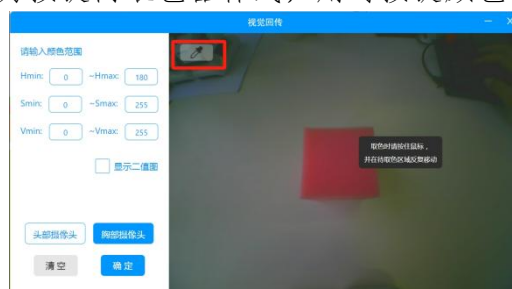 视觉回传
请输入颜色范围
Hmin: 0 ~Hmax: 180
Smin: 0 ~Smax: 255
Vmin: 0 ~Vmax: 255
显示二值图
头部摄像头 胸部摄像头
清空 确定
取色时请按住鼠标，
并在待取色区域反复移动